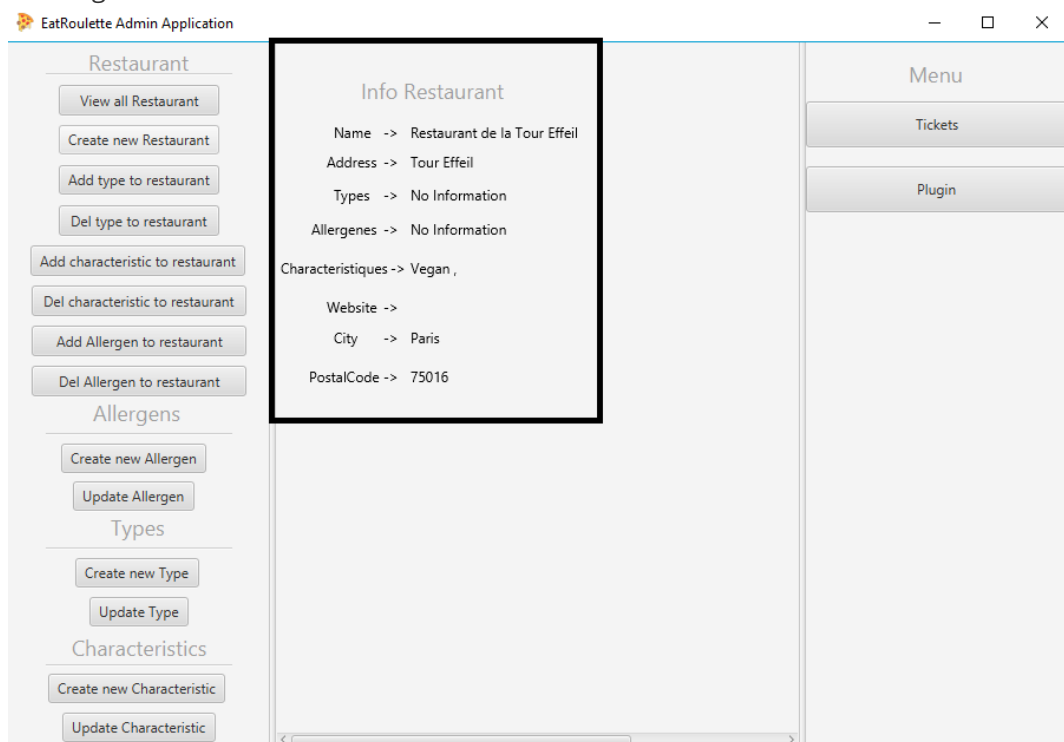 EatRoulette Admin Application
Restaurant
View all Restaurant
Create new Restaurant
Add type to restaurant
Del type to restaurant
Add characteristic to restaurant
Del characteristic to restaurant
Add Allergen to restaurant
Del Allergen to restaurant
Allergens
Create new Allergen
Update Allergen
Types
Create new Type
Update Type
Characteristics
Create new Characteristic
Update Characteristic
Info Restaurant
Name -> Restaurant de la Tour Effeil
Address -> Tour Effeil
Types -> No Information
Allergenes -> No Information
Characteristiques -> Vegan ,
Website ->
City -> Paris
PostalCode -> 75016
Menu
Tickets
Plugin